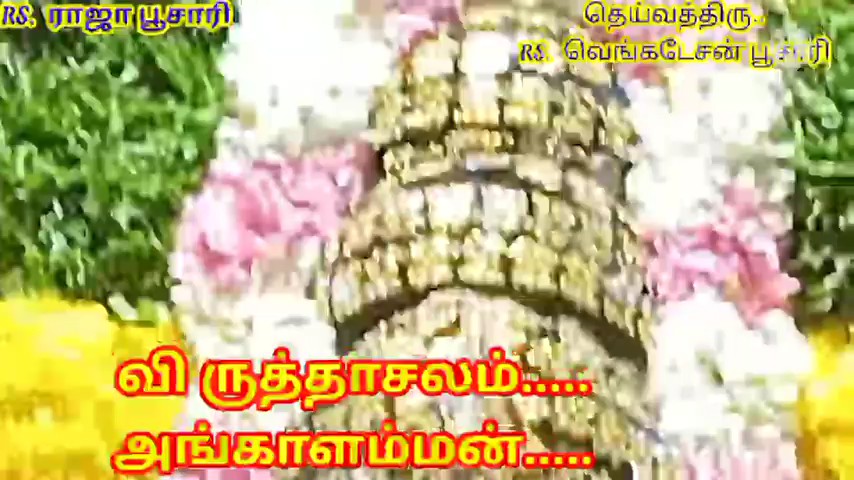 RS. ராஜா பூசாரி
தெய்வத்திரு..
RS. வெங்கடேசன் பூசாரி
விருத்தாசலம்.....
அங்காளம்மன்.....